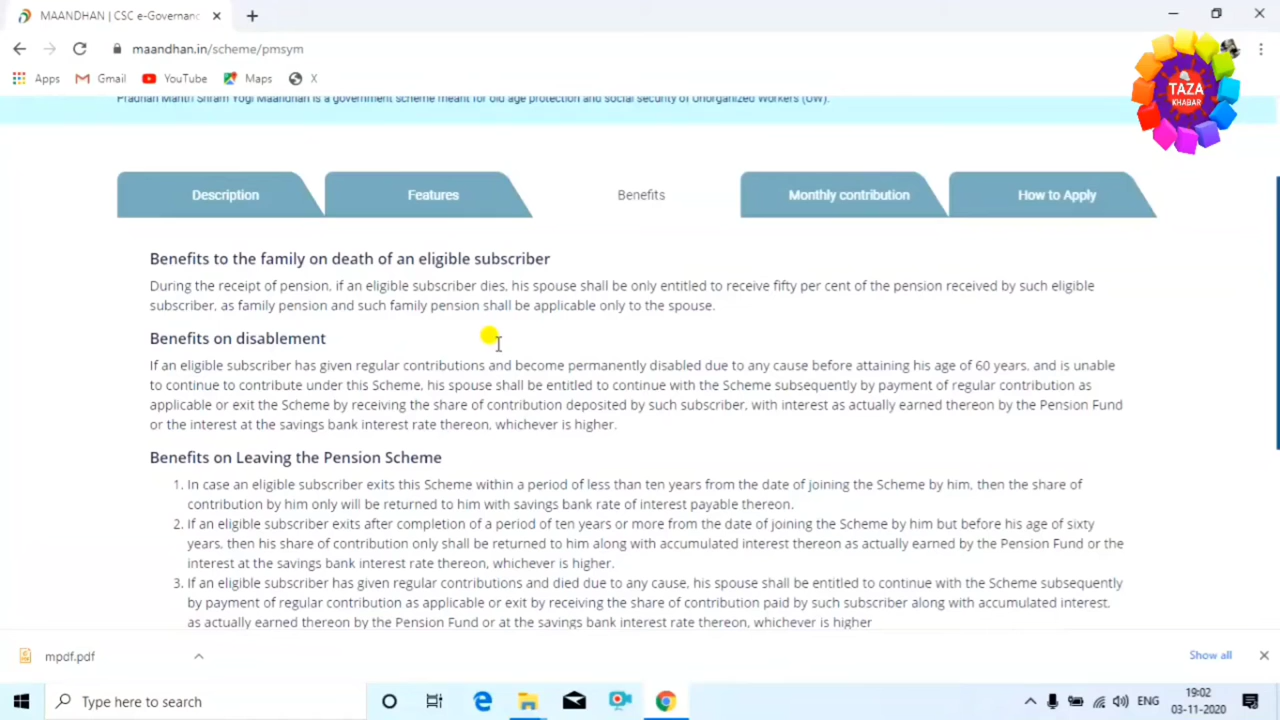 MAANDHAN | CSC e-Governanc
maandhan.in/scheme/pmsym
Apps Gmail YouTube Maps X
TAZA
KHABAR
Pradhan Mantri Shram Yogi Maandhan is a government scheme meant for old age protection and social security of Unorganized Workers (UW).
Description Features Benefits Monthly contribution How to Apply
Benefits to the family on death of an eligible subscriber
During the receipt of pension, if an eligible subscriber dies, his spouse shall be only entitled to receive fifty per cent of the pension received by such eligible
subscriber, as family pension and such family pension shall be applicable only to the spouse.
Benefits on disablement
If an eligible subscriber has given regular contributions and become permanently disabled due to any cause before attaining his age of 60 years, and is unable
to continue to contribute under this Scheme, his spouse shall be entitled to continue with the Scheme subsequently by payment of regular contribution as
applicable or exit the Scheme by receiving the share of contribution deposited by such subscriber, with interest as actually earned thereon by the Pension Fund
or the interest at the savings bank interest rate thereon, whichever is higher.
Benefits on Leaving the Pension Scheme
1. In case an eligible subscriber exits this Scheme within a period of less than ten years from the date of joining the Scheme by him, then the share of
contribution by him only will be returned to him with savings bank rate of interest payable thereon.
2. If an eligible subscriber exits after completion of a period of ten years or more from the date of joining the Scheme by him but before his age of sixty
years, then his share of contribution only shall be returned to him along with accumulated interest thereon as actually earned by the Pension Fund or the
interest at the savings bank interest rate thereon, whichever is higher.
3. If an eligible subscriber has given regular contributions and died due to any cause, his spouse shall be entitled to continue with the Scheme subsequently
by payment of regular contribution as applicable or exit by receiving the share of contribution paid by such subscriber along with accumulated interest,
as actually earned thereon by the Pension Fund or at the savings bank interest rate thereon, whichever is higher
mpdf.pdf Show all
Type here to search ENG 19:02
03-11-2020